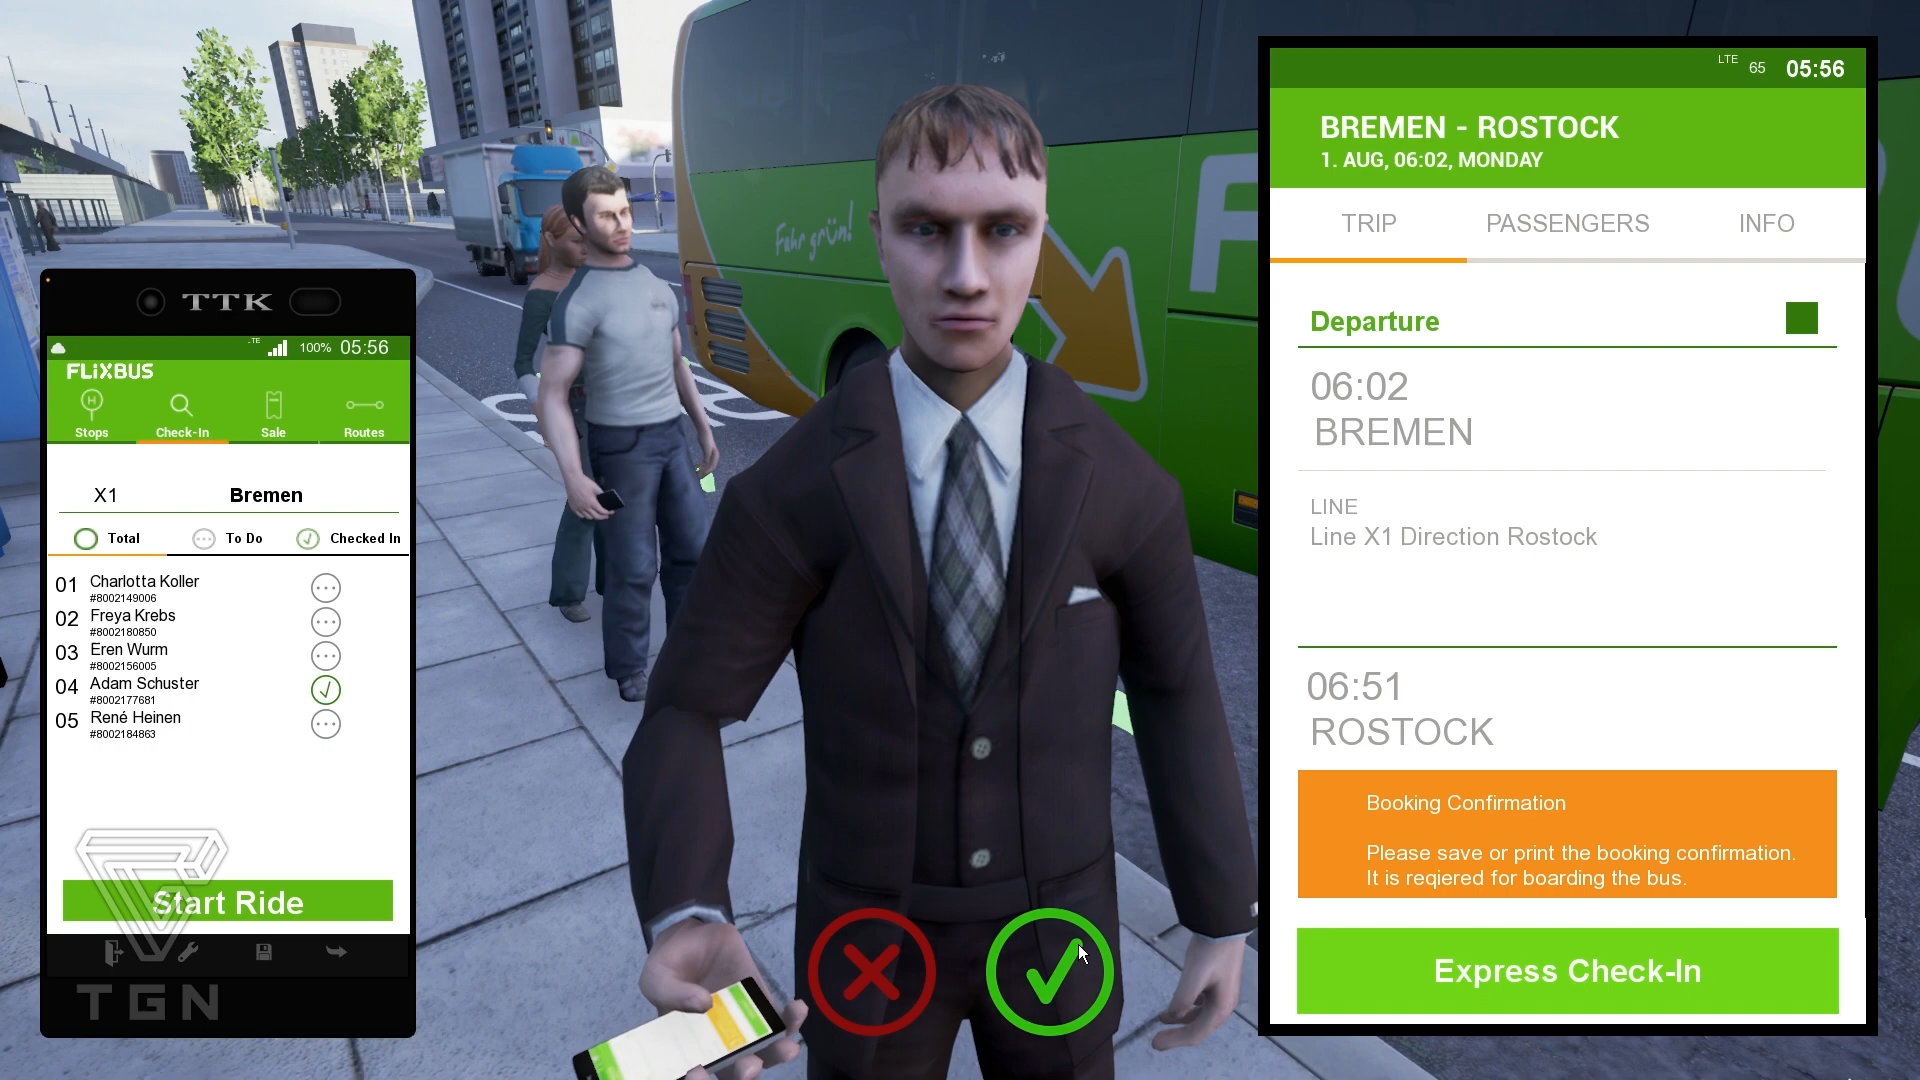 TTK
LTE 100% 05:56
FLiXBUS
Stops Check-In Sale Routes
X1 Bremen
Total To Do Checked In
01 Charlotta Koller
#8002149006
02 Freya Krebs
#8002180850
03 Eren Wurm
#8002156005
04 Adam Schuster
#8002177681
05 René Heinen
#8002184863
Start Ride
TGN
Fahr grün!
F
LTE 65 05:56
BREMEN - ROSTOCK
1. AUG, 06:02, MONDAY
TRIP PASSENGERS INFO
Departure
06:02
BREMEN
LINE
Line X1 Direction Rostock
06:51
ROSTOCK
Booking Confirmation
Please save or print the booking confirmation.
It is reqiered for boarding the bus.
Express Check-In